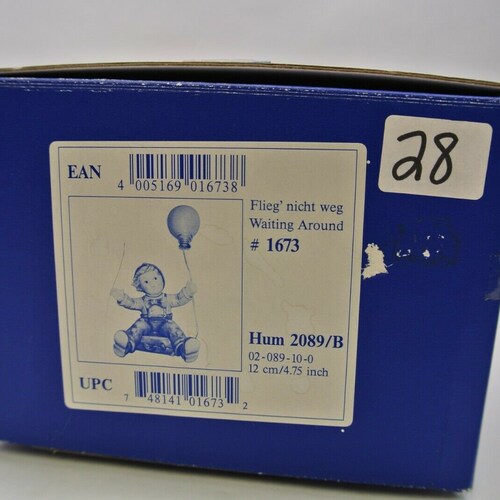 28
EAN
4 005169 016738
Flieg' nicht weg
Waiting Around
# 1673
Hum 2089/B
02-089-10-0
12 cm/4.75 inch
UPC
7 48141 01673 2